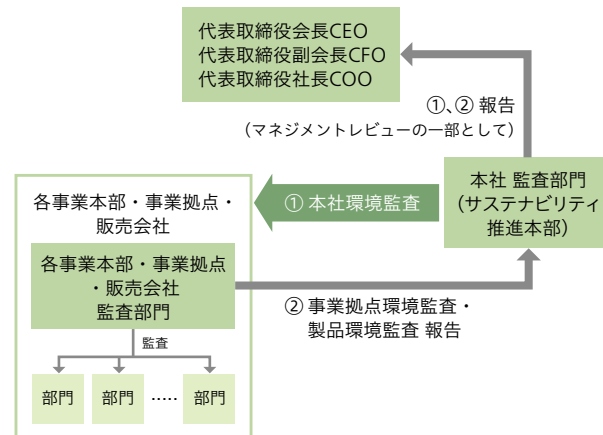 代表取締役会長CEO
代表取締役副会長CFO
代表取締役社長COO
①、② 報告
（マネジメントレビューの一部として）
各事業本部・事業拠点・
販売会社
① 本社環境監査
本社 監査部門
（サステナビリティ
推進本部）
各事業本部・事業拠点
・販売会社
監査部門
② 事業拠点環境監査・
製品環境監査 報告
監査
部門 部門 ····· 部門